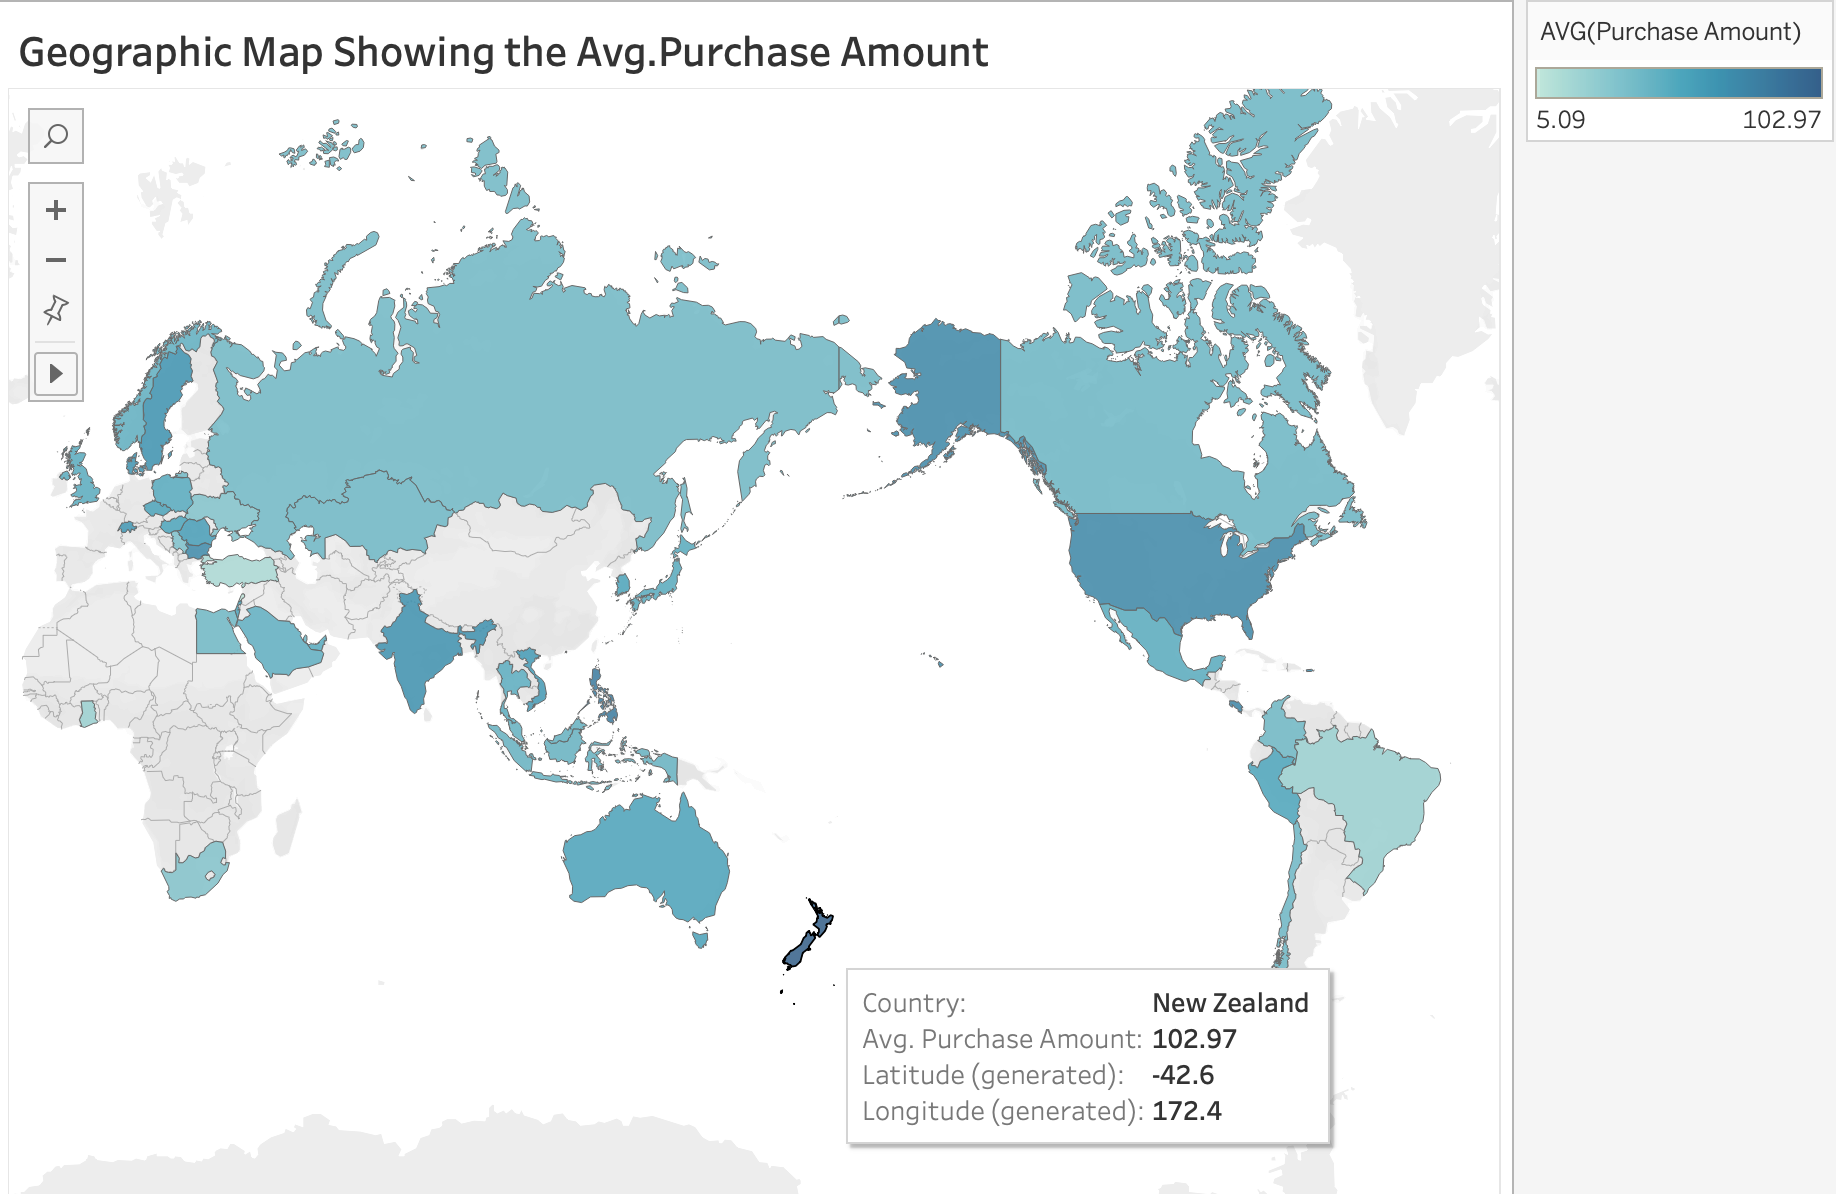 Geographic Map Showing the Avg.Purchase Amount
AVG(Purchase Amount)
5.09 102.97
Country: New Zealand
Avg. Purchase Amount: 102.97
Latitude (generated): -42.6
Longitude (generated): 172.4